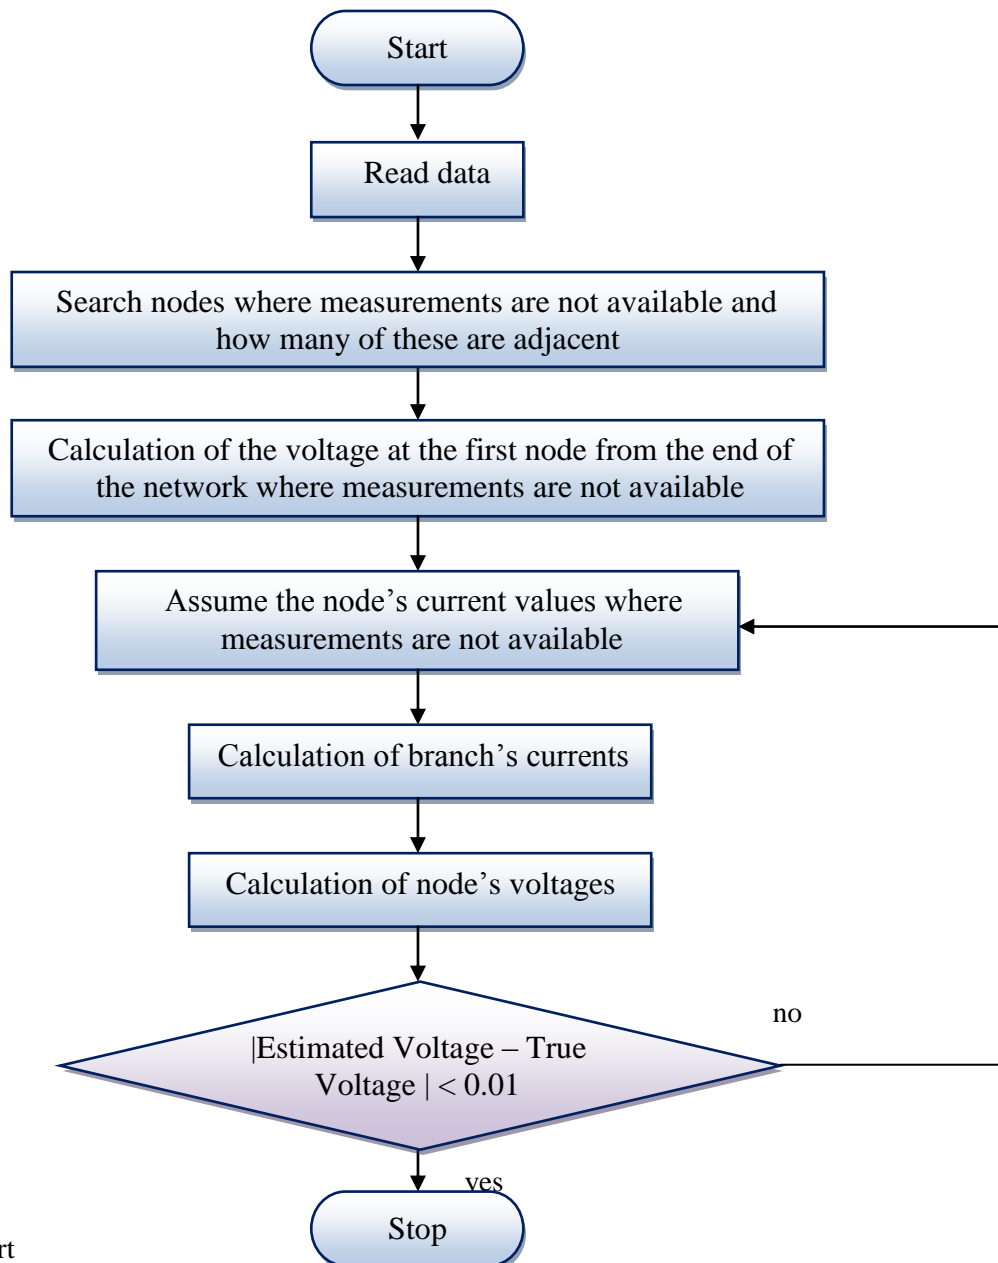 Start
Read data
Search nodes where measurements are not available and
how many of these are adjacent
Calculation of the voltage at the first node from the end of
the network where measurements are not available
Assume the node’s current values where
measurements are not available
Calculation of branch’s currents
Calculation of node’s voltages
no
|Estimated Voltage – True
Voltage | < 0.01
yes
Stop
rt